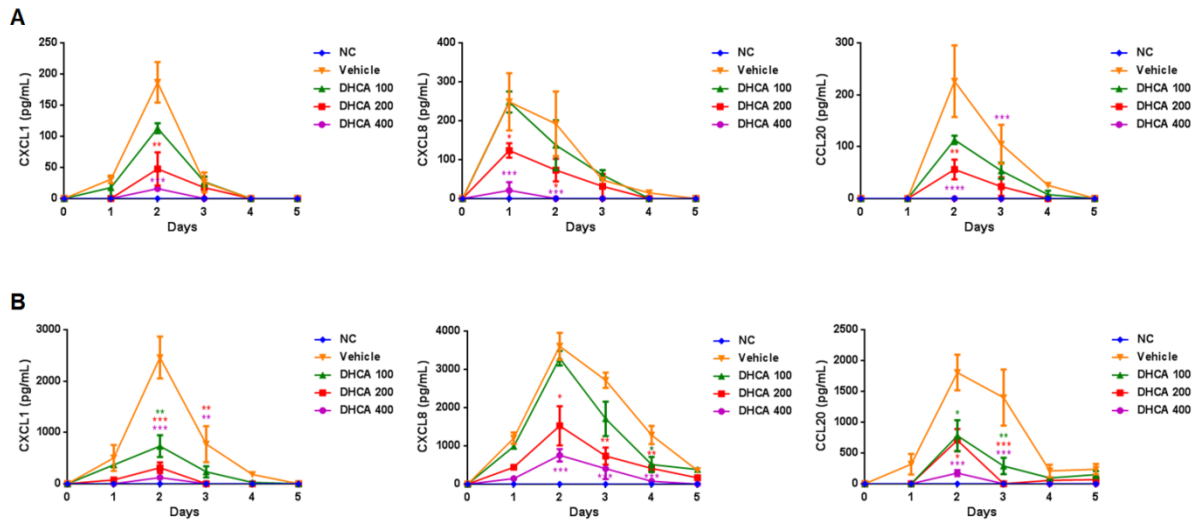 A
CXCL1 (pg/mL)
250
200
150
100
50
0
0 1 2 3 4 5
Days
**
***
NC
Vehicle
DHCA 100
DHCA 200
DHCA 400
CXCL8 (pg/mL)
400
300
200
100
0
0 1 2 3 4 5
Days
*
***
*
***
NC
Vehicle
DHCA 100
DHCA 200
DHCA 400
CCL20 (pg/mL)
300
200
100
0
0 1 2 3 4 5
Days
***
**
****
NC
Vehicle
DHCA 100
DHCA 200
DHCA 400
B
CXCL1 (pg/mL)
3000
2000
1000
0
0 1 2 3 4 5
Days
**
***
***
**
**
NC
Vehicle
DHCA 100
DHCA 200
DHCA 400
CXCL8 (pg/mL)
4000
3000
2000
1000
0
0 1 2 3 4 5
Days
*
***
**
*
**
NC
Vehicle
DHCA 100
DHCA 200
DHCA 400
CCL20 (pg/mL)
2500
2000
1500
1000
500
0
0 1 2 3 4 5
Days
*
*
***
**
***
***
NC
Vehicle
DHCA 100
DHCA 200
DHCA 400